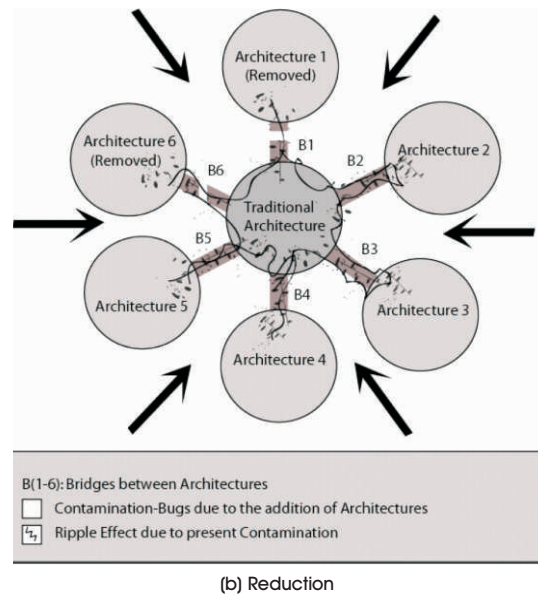 Architecture 1
(Removed)
Architecture 6
(Removed)
B1
B2
Architecture 2
B6
Traditional
Architecture
B5
B3
Architecture 5
B4
Architecture 3
Architecture 4
B(1-6): Bridges between Architectures
Contamination-Bugs due to the addition of Architectures
Ripple Effect due to present Contamination
(b) Reduction